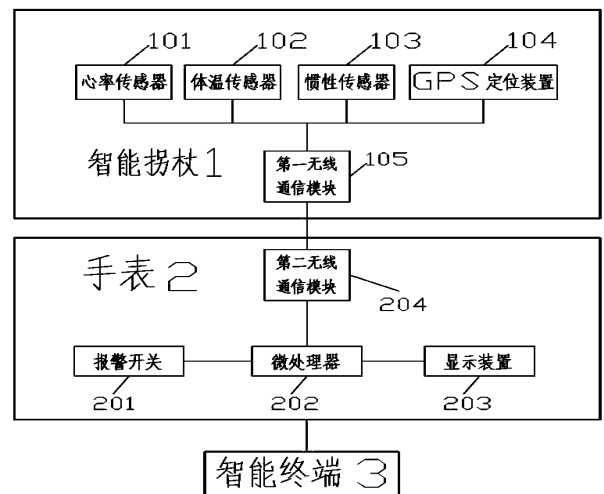 101 102 103 104
心率传感器 体温传感器 惯性传感器 GPS定位装置
智能拐杖1
第一无线
通信模块
105
手表2
第二无线
通信模块
204
报警开关 微处理器 显示装置
201 202 203
智能终端3